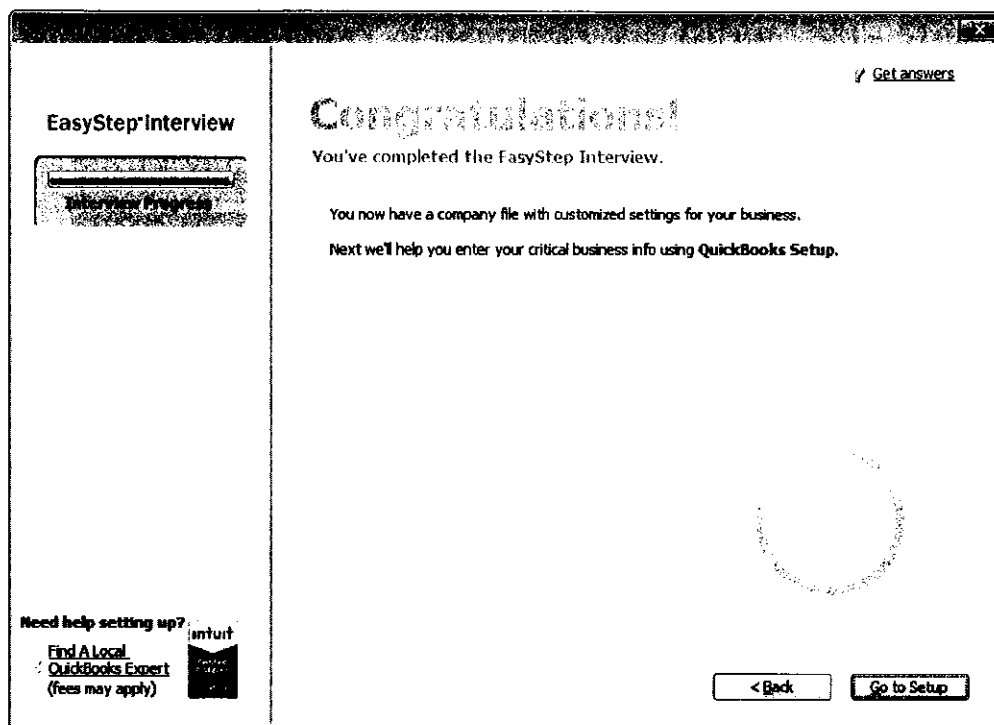 Get answers
EasyStep Interview
Congratulations!
You've completed the EasyStep Interview.
Interview Progress
You now have a company file with customized settings for your business.
Next we'll help you enter your critical business info using QuickBooks Setup.
Need help setting up?
Find A Local
QuickBooks Expert
(fees may apply)
intuit
< Back
Go to Setup